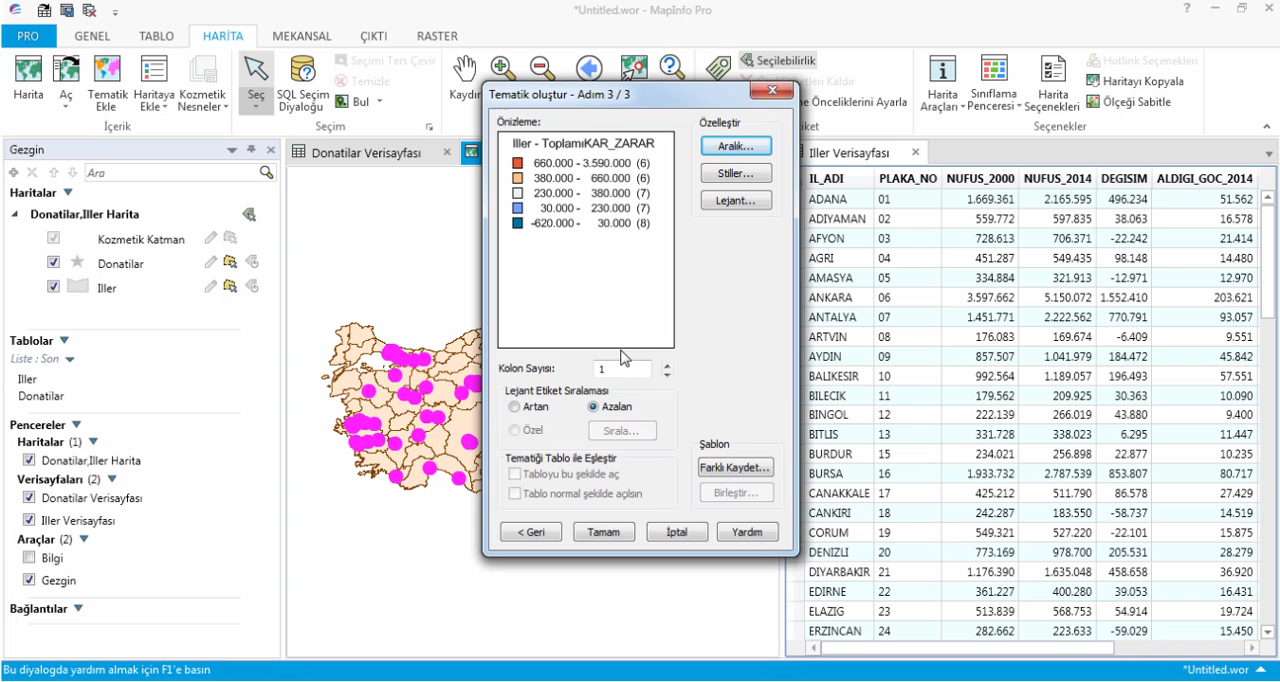 *Untitled.wor - MapInfo Pro
PRO GENEL TABLO HARİTA MEKANSAL ÇIKTI RASTER
Harita
Aç
Tematik Ekle
Haritaya Ekle
Kozmetik Nesneler
İçerik
Seç
SQL Seçim Diyaloğu
Seçimi Ters Çevir
Temizle
Bul
Seçim
Seçilebilirlik
Önceliklerini Ayarla
Harita Araçları
Sınıflama Penceresi
Harita Seçenekleri
Hotlink Seçenekleri
Haritayı Kopyala
Ölçeği Sabitle
Seçenekler
Gezgin
Ara
Haritalar
Donatilar,Iller Harita
Kozmetik Katman
Donatilar
Iller
Tablolar
Liste : Son
Iller
Donatilar
Pencereler
Haritalar (1)
Donatilar,Iller Harita
Verisayfaları (2)
Donatilar Verisayfası
Iller Verisayfası
Araçlar (2)
Bilgi
Gezgin
Bağlantılar
Donatilar Verisayfası
Tematik oluştur - Adım 3 / 3
Önizleme:
Iller - ToplamıKAR_ZARAR
660.000 - 3.590.000 (6)
380.000 - 660.000 (6)
230.000 - 380.000 (7)
30.000 - 230.000 (7)
-620.000 - 30.000 (8)
Özelleştir
Aralık...
Stiller...
Lejant...
Kolon Sayısı: 1
Lejant Etiket Sıralaması
Artan Azalan
Özel Sırala...
Tematiği Tablo ile Eşleştir
Tabloyu bu şekilde aç
Tablo normal şekilde açılsın
Şablon
Farklı Kaydet...
Birleştir...
< Geri Tamam İptal Yardım
Iller Verisayfası
IL_ADI PLAKA_NO NUFUS_2000 NUFUS_2014 DEGISIM ALDIGI_GOC_2014
ADANA 01 1.669.361 2.165.595 496.234 51.562
ADIYAMAN 02 559.772 597.835 38.063 16.578
AFYON 03 728.613 706.371 -22.242 21.414
AGRI 04 451.287 549.435 98.148 14.480
AMASYA 05 334.884 321.913 -12.971 12.970
ANKARA 06 3.597.662 5.150.072 1.552.410 203.621
ANTALYA 07 1.451.771 2.222.562 770.791 93.057
ARTVIN 08 176.083 169.674 -6.409 9.551
AYDIN 09 857.507 1.041.979 184.472 45.842
BALIKESIR 10 992.564 1.189.057 196.493 57.551
BILECIK 11 179.562 209.925 30.363 10.090
BINGOL 12 222.139 266.019 43.880 9.400
BITLIS 13 331.728 338.023 6.295 11.447
BURDUR 15 234.021 256.898 22.877 10.235
BURSA 16 1.933.732 2.787.539 853.807 80.717
CANAKKALE 17 425.212 511.790 86.578 27.429
CANKIRI 18 242.287 183.550 -58.737 14.519
CORUM 19 549.321 527.220 -22.101 15.875
DENIZLI 20 773.169 978.700 205.531 28.279
DIYARBAKIR 21 1.176.390 1.635.048 458.658 36.920
EDIRNE 22 361.227 400.280 39.053 16.431
ELAZIG 23 513.839 568.753 54.914 19.724
ERZINCAN 24 282.662 223.633 -59.029 15.450
Bu diyalogda yardım almak için F1'e basın
*Untitled.wor